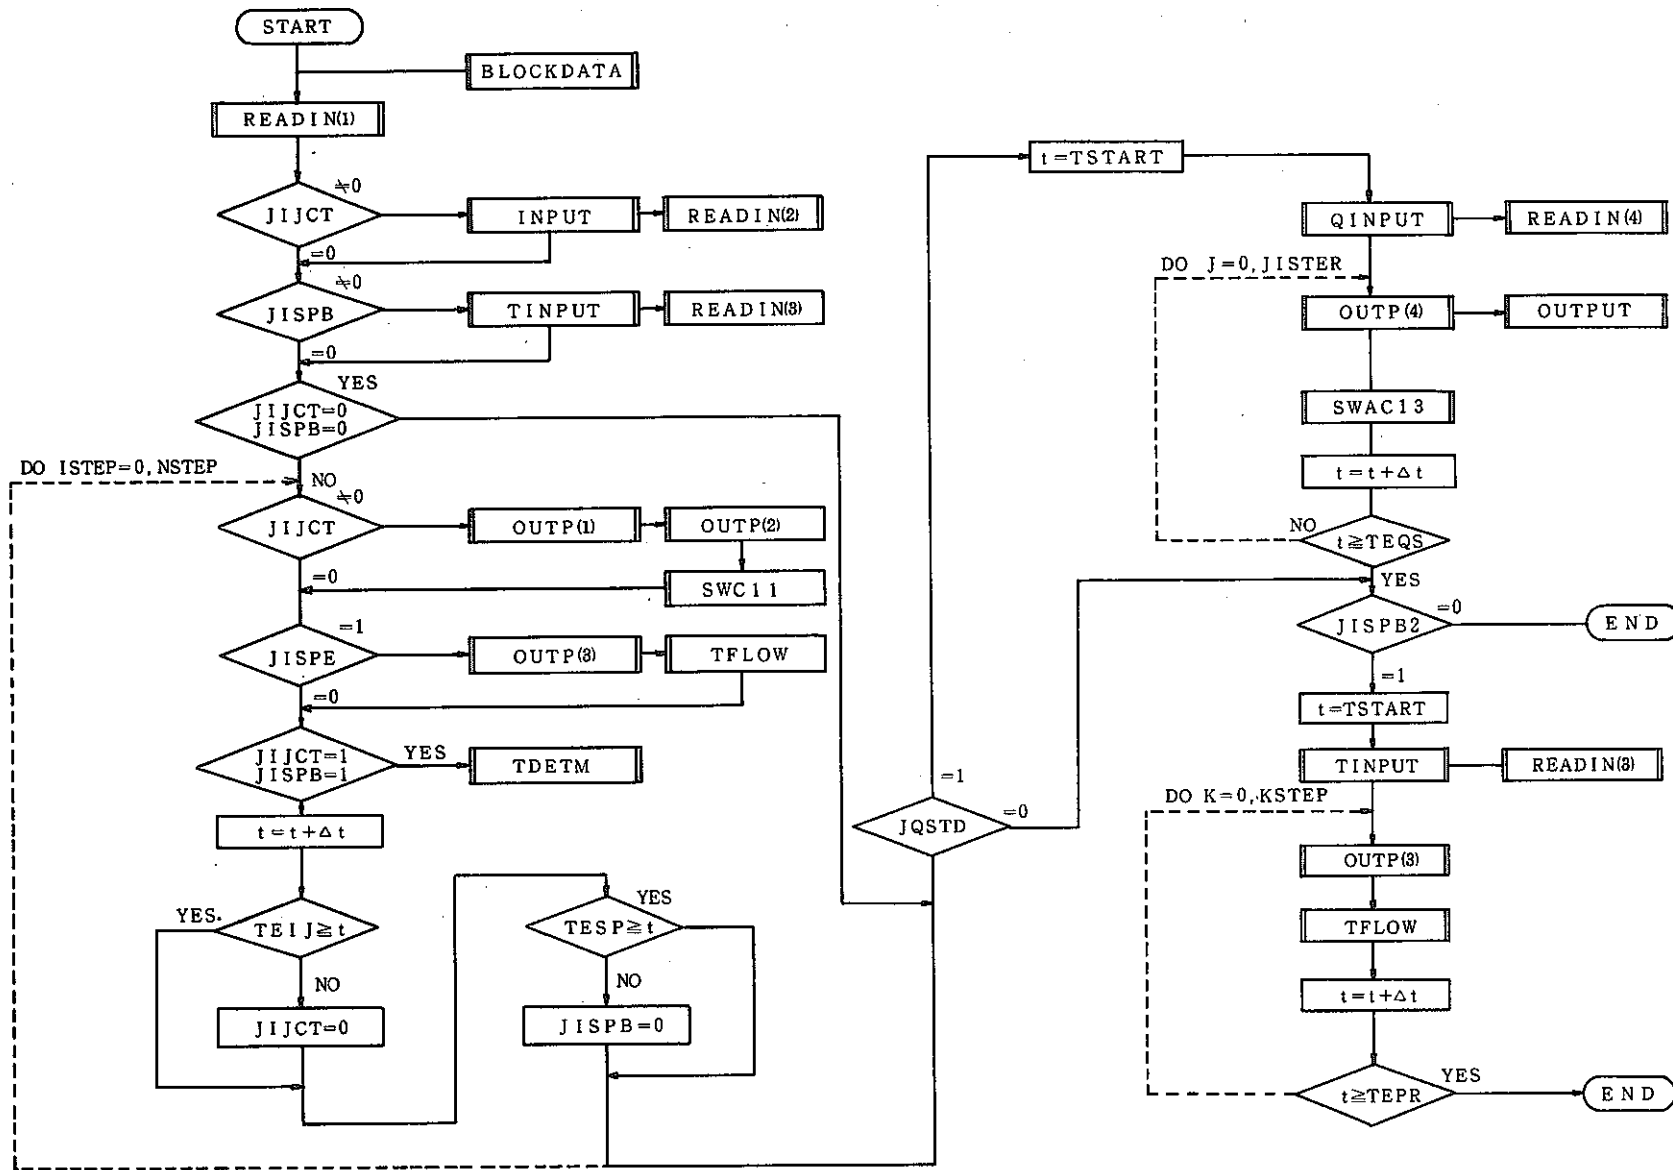 START
BLOCKDATA
READIN(1)
≠0
JIJCT
INPUT
READIN(2)
=0
≠0
JISPB
TINPUT
READIN(3)
=0
YES
JIJCT=0
JISPB=0
DO ISTEP=0,NSTEP
NO
≠0
JIJCT
OUTP(1)
OUTP(2)
=0
SWC11
=1
JISPE
OUTP(3)
TFLOW
=0
JIJCT=1
JISPB=1
YES
TDETM
t=t+Δt
YES
TEIJ≧t
NO
JIJCT=0
YES
TESP≧t
NO
JISPB=0
=1
JQSTD
=0
t=TSTART
QINPUT
READIN(4)
DO J=0,JISTER
OUTP(4)
OUTPUT
SWAC13
t=t+Δt
NO
t≧TEQS
YES
=0
JISPB2
END
=1
t=TSTART
TINPUT
READIN(3)
DO K=0,KSTEP
OUTP(3)
TFLOW
t=t+Δt
YES
t≧TEPR
END